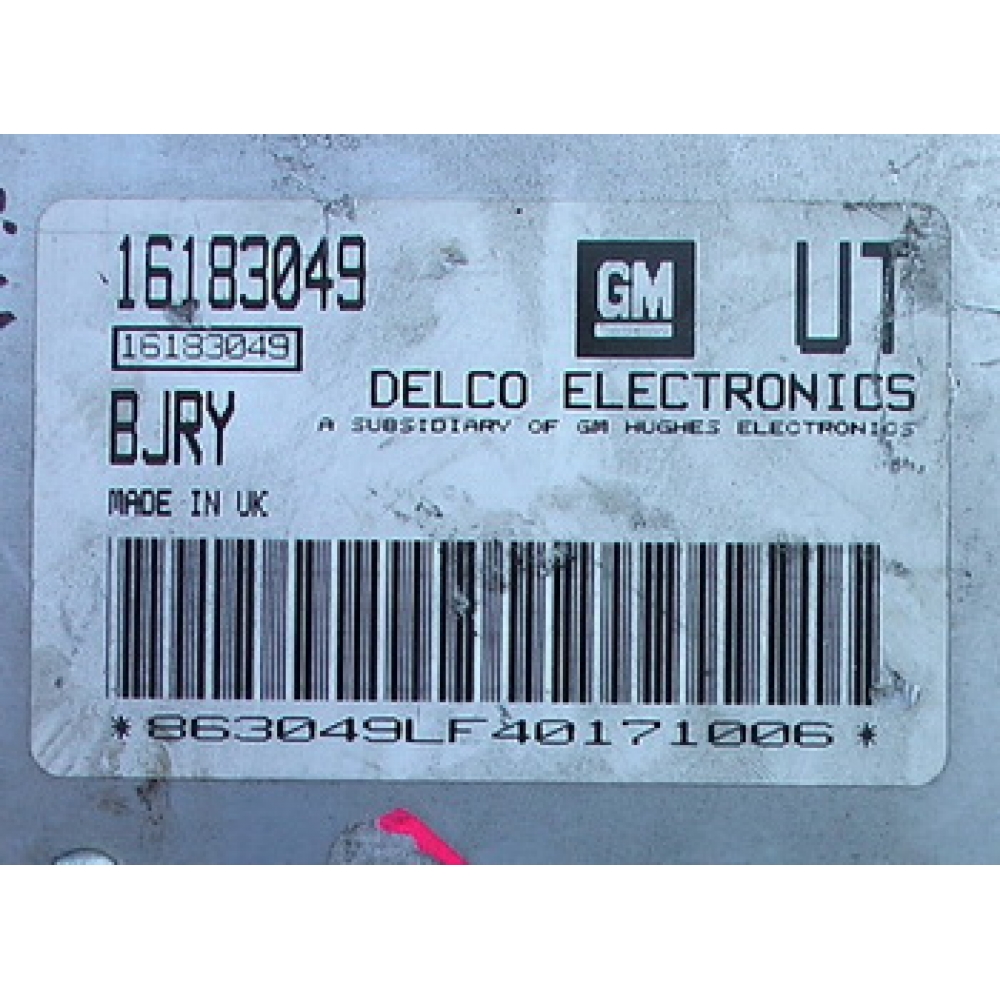 16183049
GM
UT
16183049
DELCO ELECTRONICS
BJRY
A SUBSIDIARY OF GM HUGHES ELECTRONICS
MADE IN UK
*863049LF40171006*